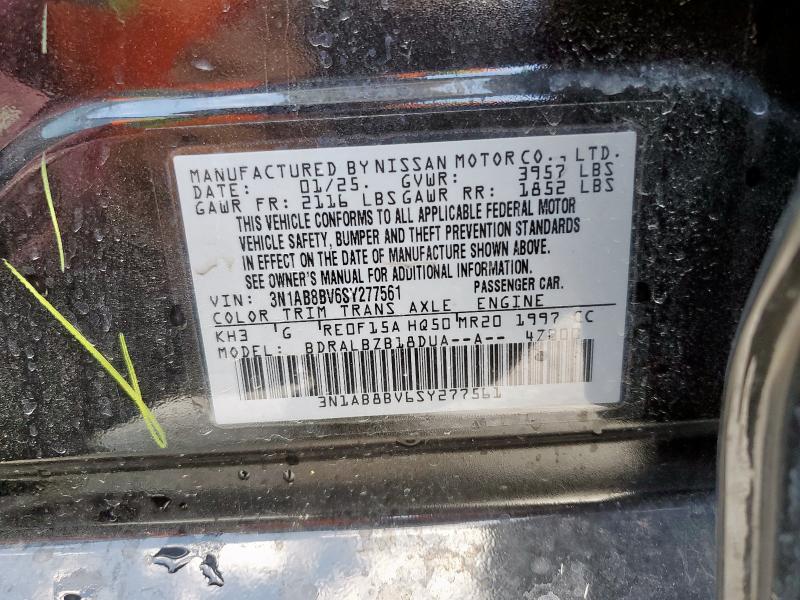 MANUFACTURED BY NISSAN MOTOR CO., LTD.
DATE: 01/25. GVWR: 3957 LBS
GAWR FR: 2116 LBS GAWR RR: 1852 LBS
THIS VEHICLE CONFORMS TO ALL APPLICABLE FEDERAL MOTOR
VEHICLE SAFETY, BUMPER AND THEFT PREVENTION STANDARDS
IN EFFECT ON THE DATE OF MANUFACTURE SHOWN ABOVE.
SEE OWNER'S MANUAL FOR ADDITIONAL INFORMATION.
VIN: 3N1AB8BV6SY277561 PASSENGER CAR.
COLOR TRIM TRANS AXLE ENGINE
KH3 G RE0F15A HQ50 MR20 1997 CC
MODEL: BDRALBZB18DUA--A--
3N1AB8BV6SY277561